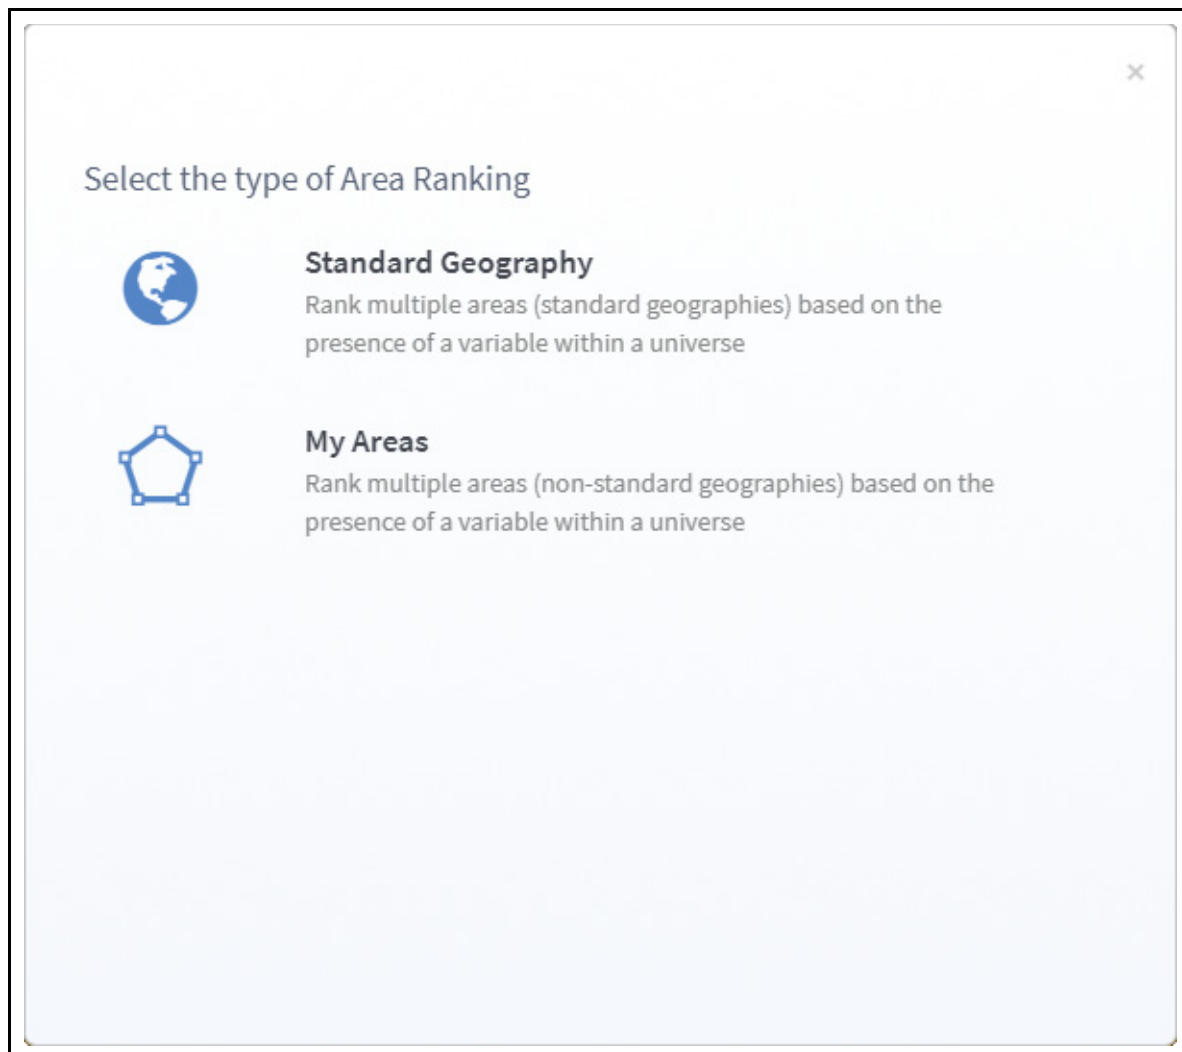 ×
Select the type of Area Ranking
Standard Geography
Rank multiple areas (standard geographies) based on the
presence of a variable within a universe
My Areas
Rank multiple areas (non-standard geographies) based on the
presence of a variable within a universe